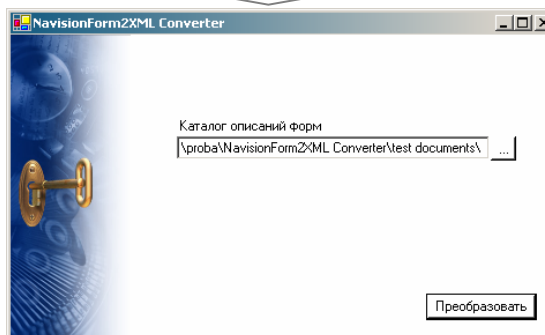 NavisionForm2XML Converter
Каталог описаний форм
\proba\NavisionForm2XML Converter\test documents\
...
Преобразовать